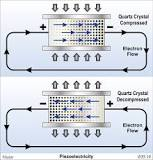 Quartz Crystal
Compressed
+
-
Electron
Flow
Quartz Crystal
Decompressed
-
+
Electron
Flow
Piezoelectricity